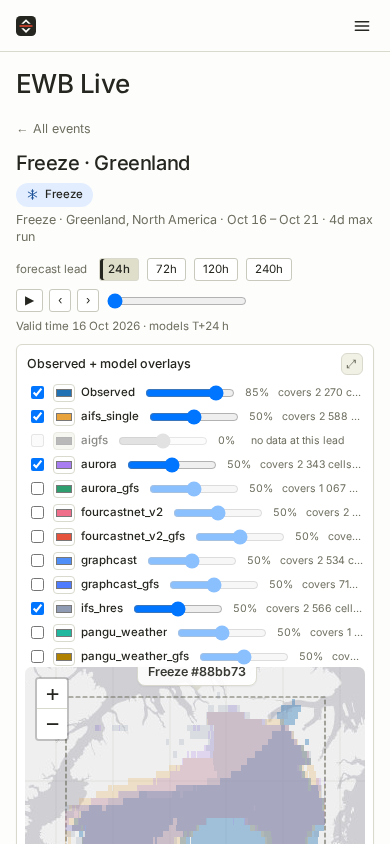 EWB Live
← All events
Freeze · Greenland
Freeze
Freeze · Greenland, North America · Oct 16 – Oct 21 · 4d max
run
forecast lead 24h 72h 120h 240h
Valid time 16 Oct 2026 · models T+24 h
Observed + model overlays
Observed 85% covers 2 270 c…
aifs_single 50% covers 2 588 …
aigfs 0% no data at this lead
aurora 50% covers 2 343 cells…
aurora_gfs 50% covers 1 067 …
fourcastnet_v2 50% covers 2 …
fourcastnet_v2_gfs 50% cove…
graphcast 50% covers 2 534 c…
graphcast_gfs 50% covers 71…
ifs_hres 50% covers 2 566 cell…
pangu_weather 50% covers 1 …
pangu_weather_gfs 50% cov…
Freeze #88bb73
+
−